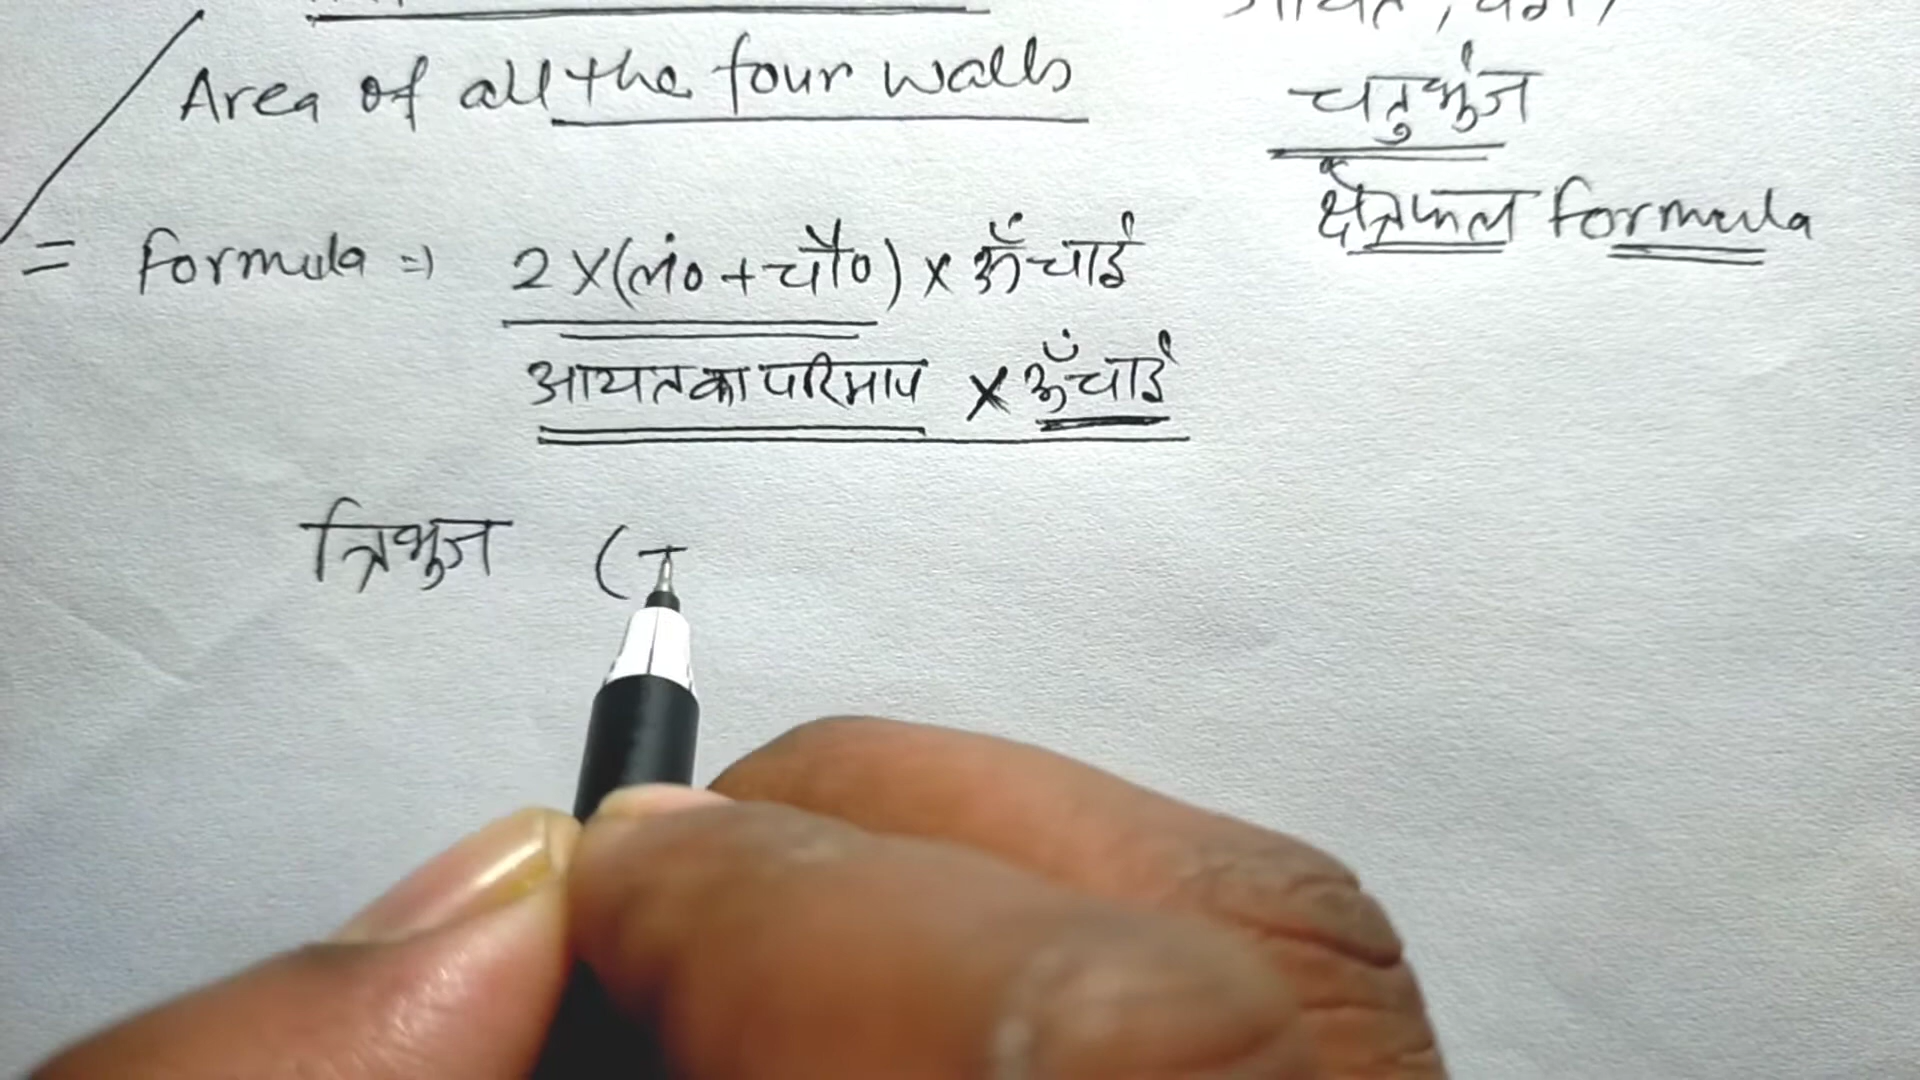 Area of all the four walls
= formula ⇒ 2 X (लं० + चौ०) x ऊँचाई
आयत का परिमाप x ऊँचाई
त्रिभुज (T
चतुर्भुज
क्षेत्रफल formula